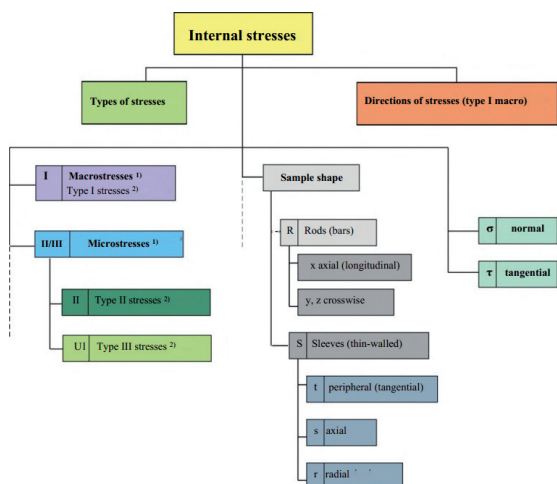 Internal stresses
Types of stresses
Directions of stresses (type I macro)
I Macrostresses 1)
Type I stresses 2)
II/III Microstresses 1)
II Type II stresses 2)
U1 Type III stresses 2)
Sample shape
R Rods (bars)
x axial (longitudinal)
y, z crosswise
S Sleeves (thin-walled)
t peripheral (tangential)
s axial
r radial
σ normal
τ tangential